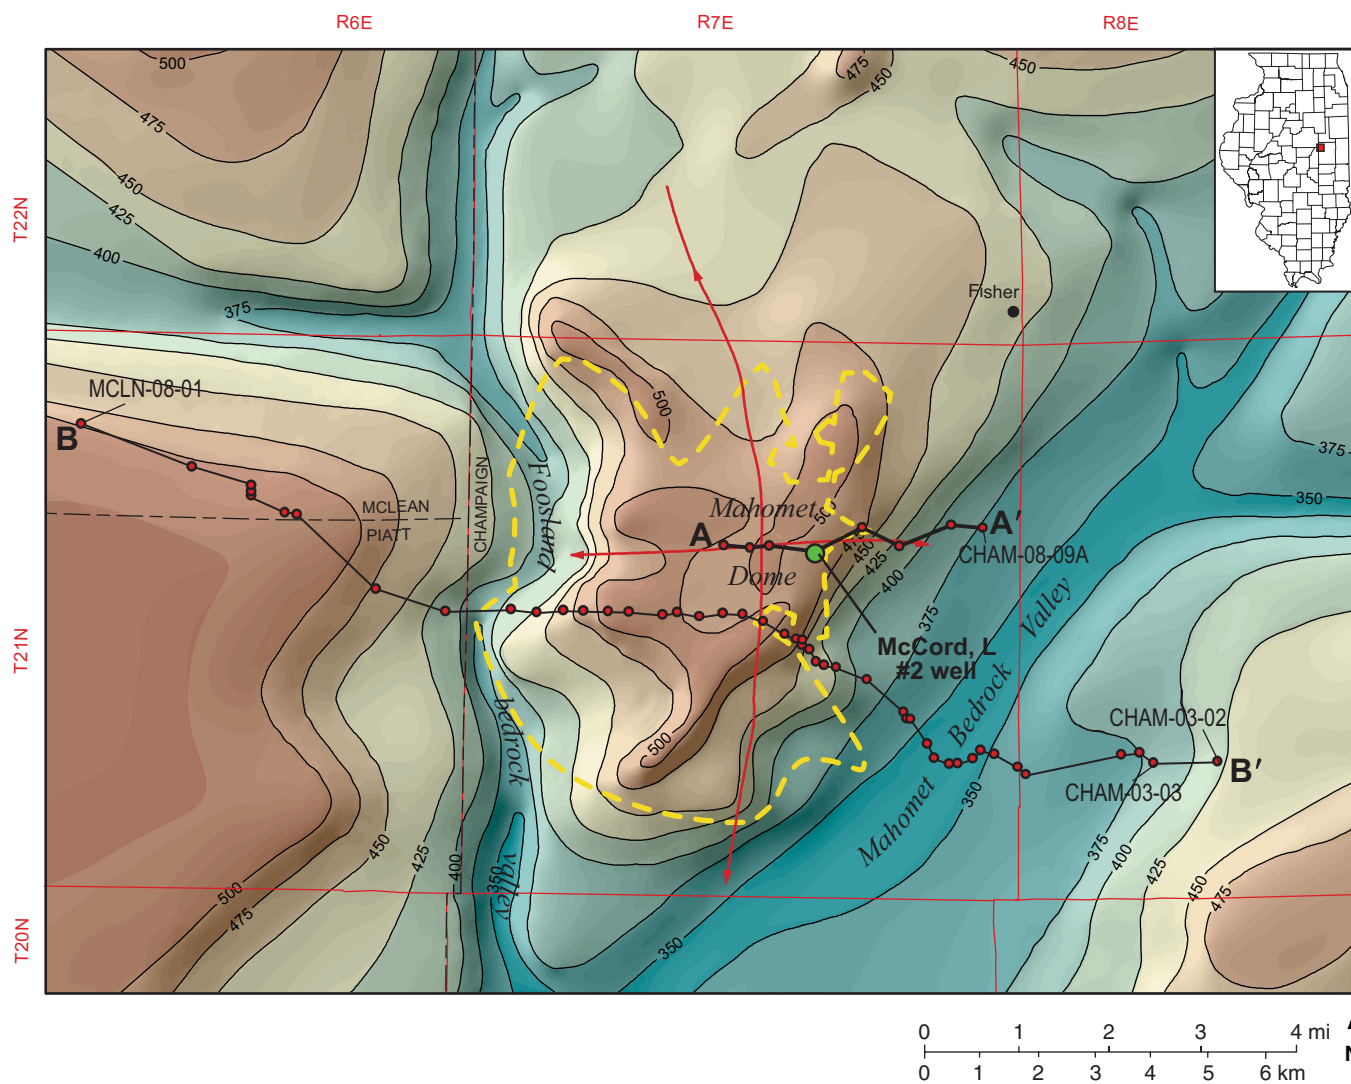 R6E
R7E
R8E
500
475
450
450
475
450
425
400
375
T22N
Fisher
MCLN-08-01
B
500
375
350
MCLEAN
PIATT
CHAMPAIGN
Foosland
bedrock
valley
Mahomet
Dome
500
A
A′
CHAM-08-09A
450
425
400
375
T21N
McCord, L
#2 well
Mahomet
Bedrock
Valley
CHAM-03-02
B′
CHAM-03-03
500
350
375
400
425
450
475
450
425
400
350
500
475
350
T20N
0 1 2 3 4 mi
0 1 2 3 4 5 6 km